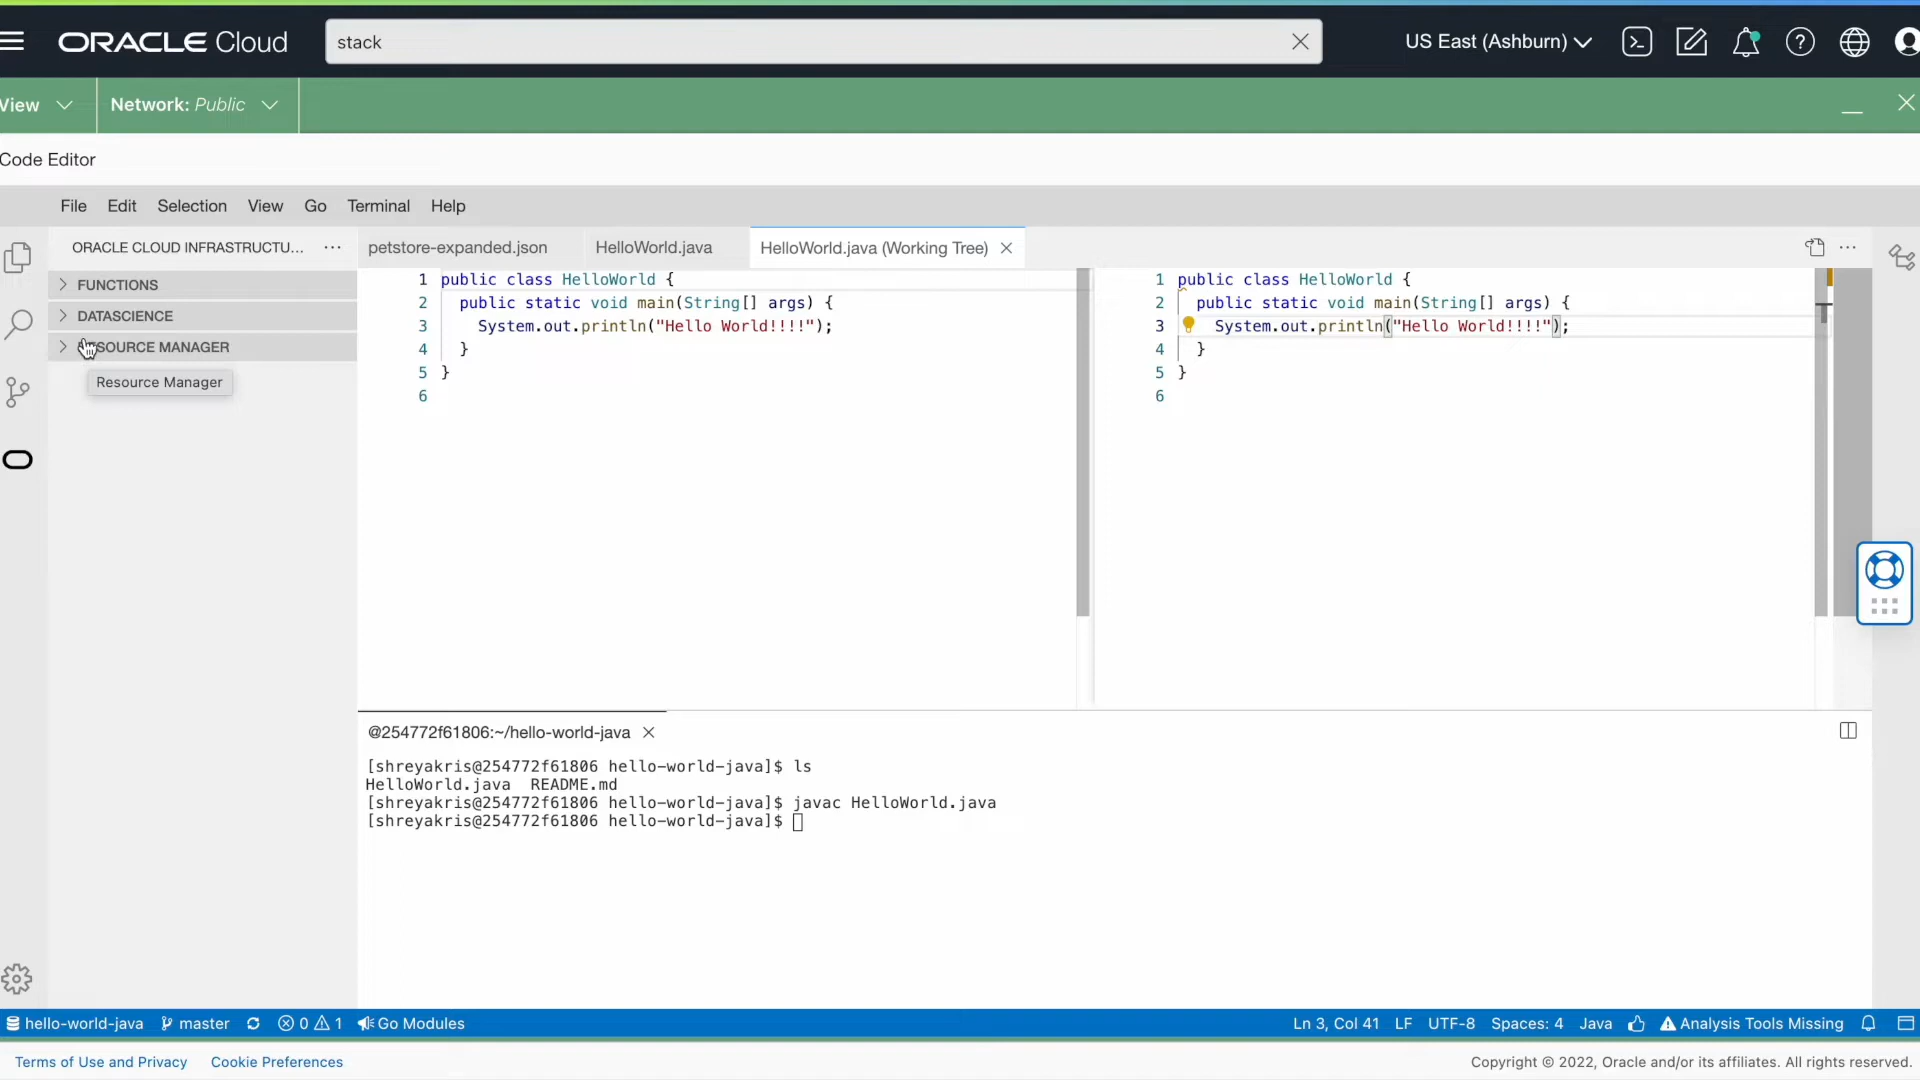 ORACLE Cloud
stack
US East (Ashburn)
View
Network: Public
Code Editor
File Edit Selection View Go Terminal Help
ORACLE CLOUD INFRASTRUCTU...
petstore-expanded.json
HelloWorld.java
HelloWorld.java (Working Tree)
FUNCTIONS
DATASCIENCE
RESOURCE MANAGER
Resource Manager
1 public class HelloWorld {
2 public static void main(String[] args) {
3 System.out.println("Hello World!!!!");
4 }
5 }
6
1 public class HelloWorld {
2 public static void main(String[] args) {
3 System.out.println("Hello World!!!!");
4 }
5 }
6
@254772f61806:~/hello-world-java
[shreyakris@254772f61806 hello-world-java]$ ls
HelloWorld.java README.md
[shreyakris@254772f61806 hello-world-java]$ javac HelloWorld.java
[shreyakris@254772f61806 hello-world-java]$
hello-world-java master 0 1 Go Modules
Ln 3, Col 41 LF UTF-8 Spaces: 4 Java Analysis Tools Missing
Terms of Use and Privacy Cookie Preferences
Copyright © 2022, Oracle and/or its affiliates. All rights reserved.